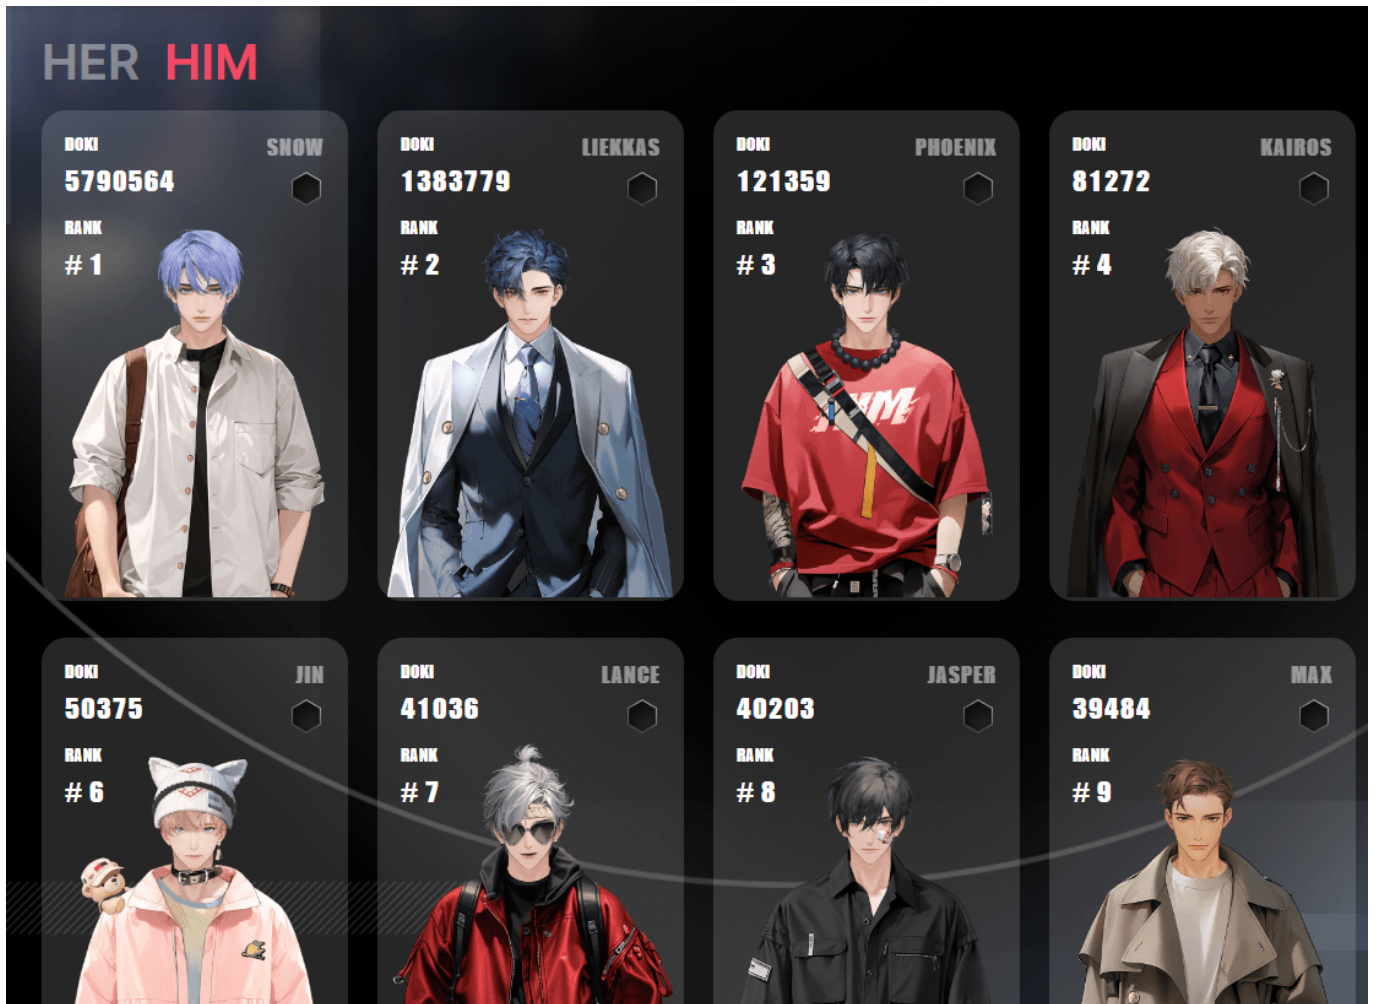 HER HIM
DOKI SNOW
5790564
RANK
# 1
DOKI LIEKKAS
1383779
RANK
# 2
DOKI PHOENIX
121359
RANK
# 3
DOKI KAIROS
81272
RANK
# 4
DOKI JIN
50375
RANK
# 6
DOKI LANCE
41036
RANK
# 7
DOKI JASPER
40203
RANK
# 8
DOKI MAX
39484
RANK
# 9